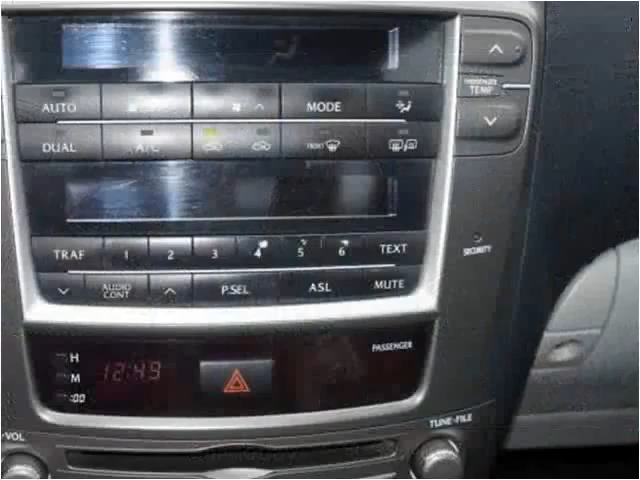 AUTO
MODE
PASSENGER
TEMP
DUAL
A/C
FRONT
TRAF 1 2 3 4 5 6 TEXT
AUDIO
CONT
P.SEL
ASL
MUTE
SECURITY
PASSENGER
H
M
:00
12:49
VOL
TUNE•FILE